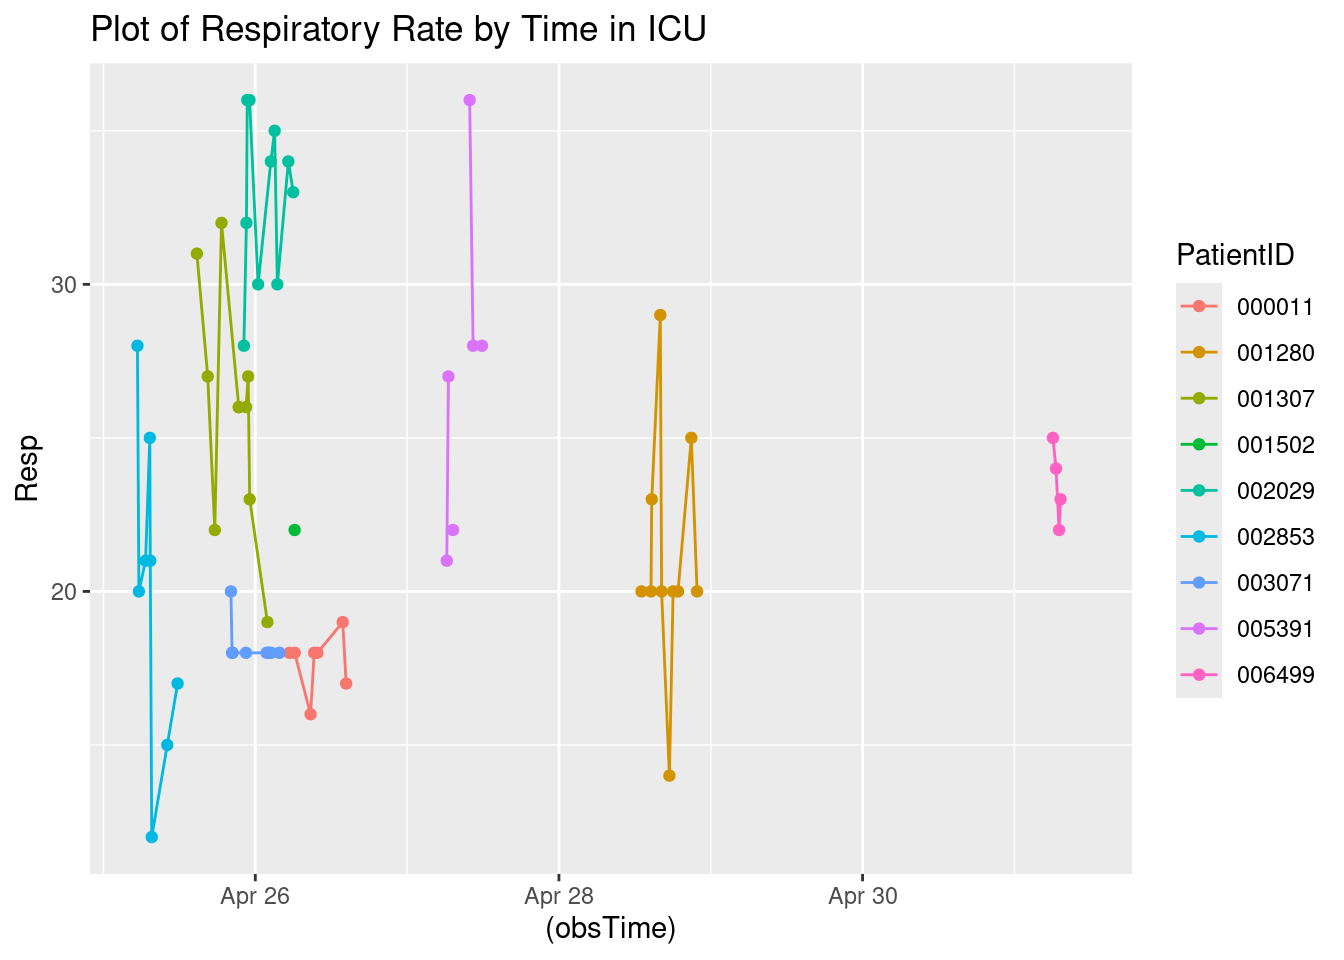 Plot of Respiratory Rate by Time in ICU
30
20
Resp
Apr 26
Apr 28
Apr 30
(obsTime)
PatientID
000011
001280
001307
001502
002029
002853
003071
005391
006499